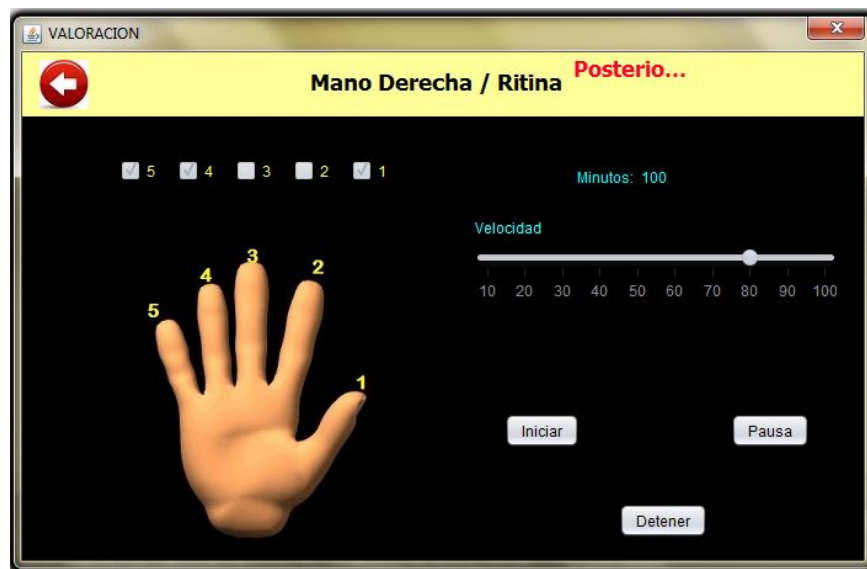 VALORACION
Mano Derecha / Ritina Posterio...
5 4 3 2 1
Minutos: 100
Velocidad
10 20 30 40 50 60 70 80 90 100
3
4 2
5
1
Iniciar Pausa
Detener